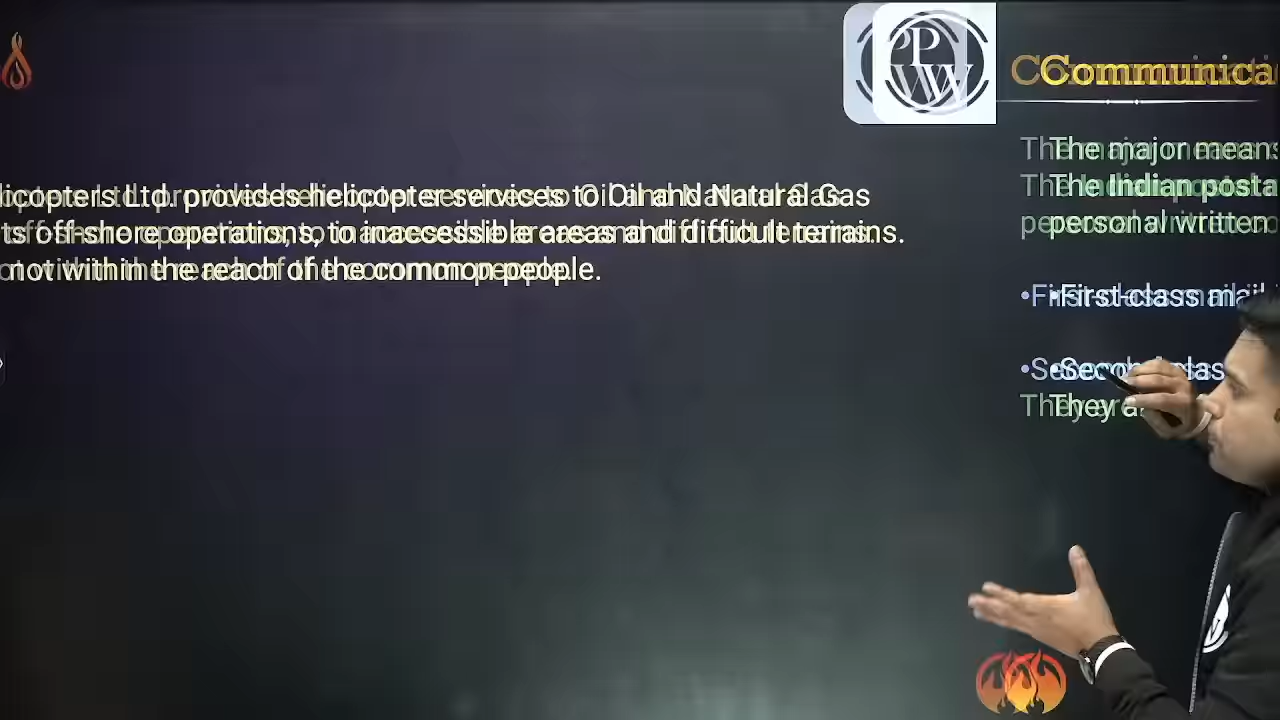 licopters Ltd. provides helicopter services to Oil and Natural Gas
ts off-shore operations, to inaccessible areas and difficult terrains.
not within the reach of the common people.
PW
Communica
The major means
The Indian posta
personal written
•First-class mail
•Second-clas
They a